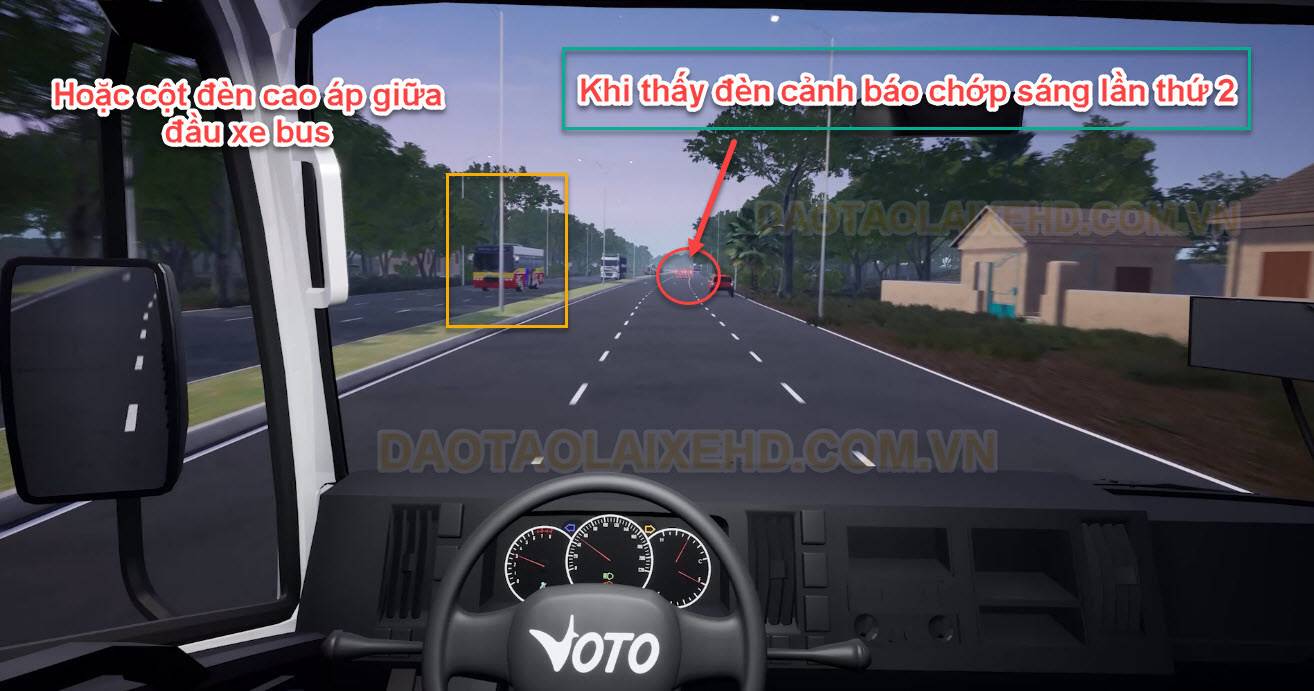 Hoặc cột đèn cao áp giữa
đầu xe bus
Khi thấy đèn cảnh báo chớp sáng lần thứ 2
DAOTAOLAIXEHD.COM.VN
DAOTAOLAIXEHD.COM.VN
VOTO